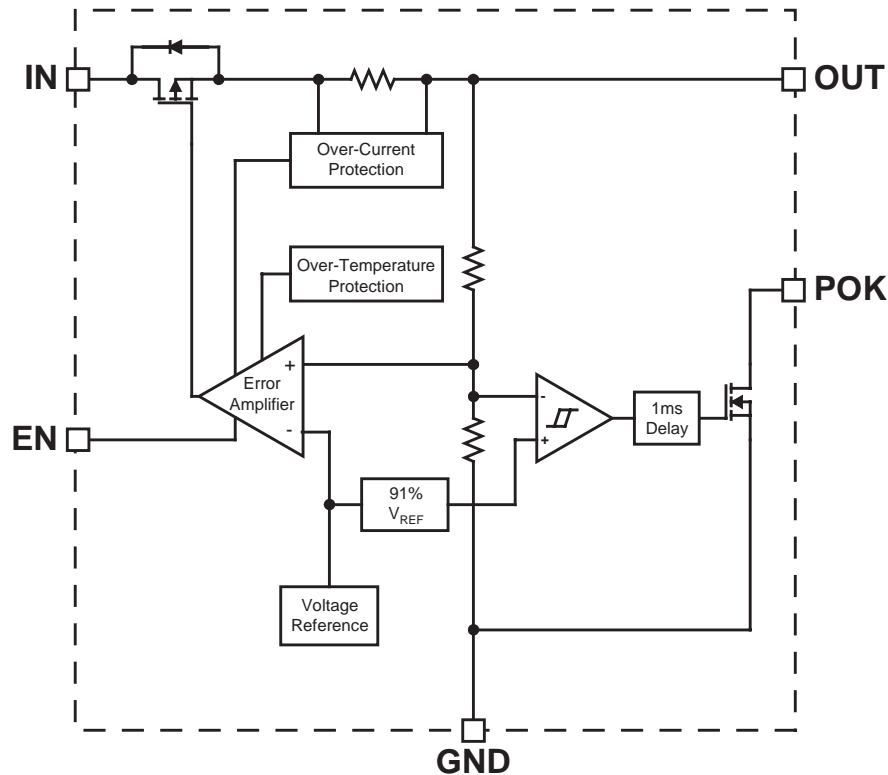 IN
OUT
Over-Current
Protection
Over-Temperature
Protection
POK
+
Error
Amplifier
-
-
+
1ms
Delay
EN
91%
VREF
Voltage
Reference
GND